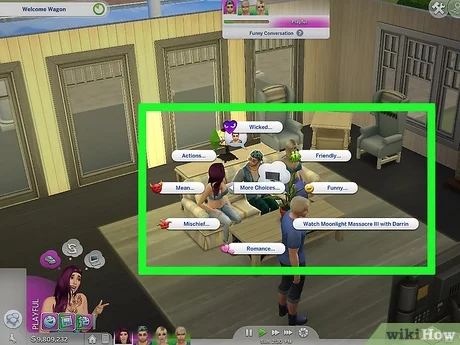 Welcome Wagon
Playful
Funny Conversation ?
Wicked...
Actions...
Friendly...
Mean...
More Choices...
Funny...
Mischief...
Watch Moonlight Massacre III with Dorrin
Romance...
PLAYFUL
§9,809,232
wikiHow